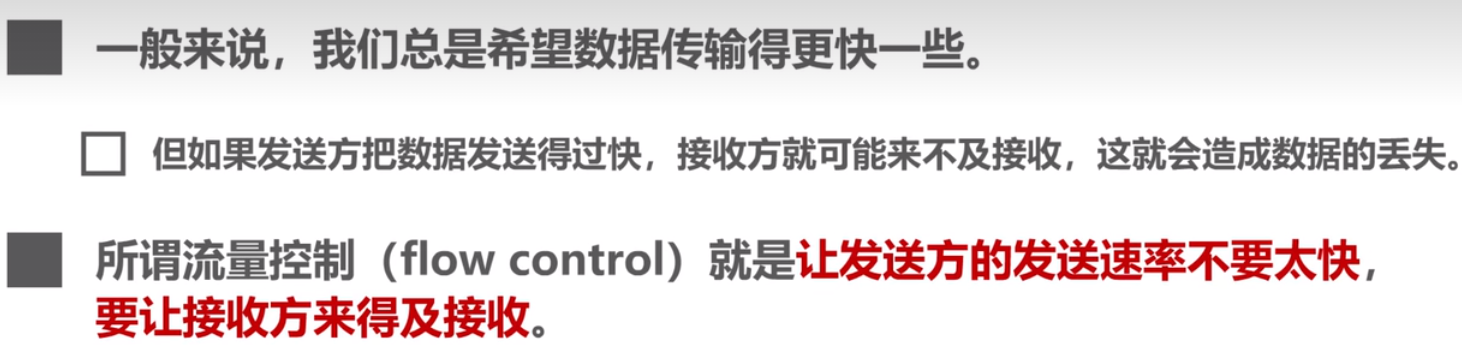 一般来说，我们总是希望数据传输得更快一些。
但如果发送方把数据发送得过快，接收方就可能来不及接收，这就会造成数据的丢失。
所谓流量控制（flow control）就是让发送方的发送速率不要太快，
要让接收方来得及接收。